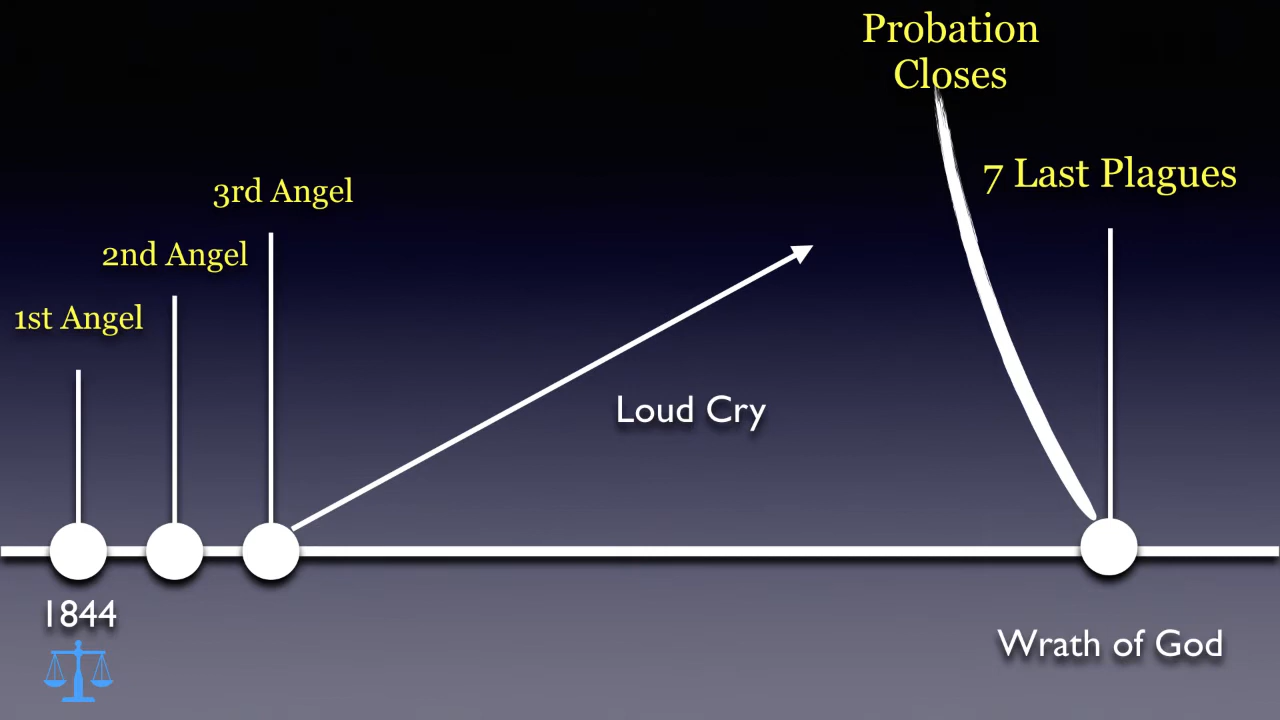 Probation
Closes
7 Last Plagues
3rd Angel
2nd Angel
1st Angel
Loud Cry
1844
Wrath of God